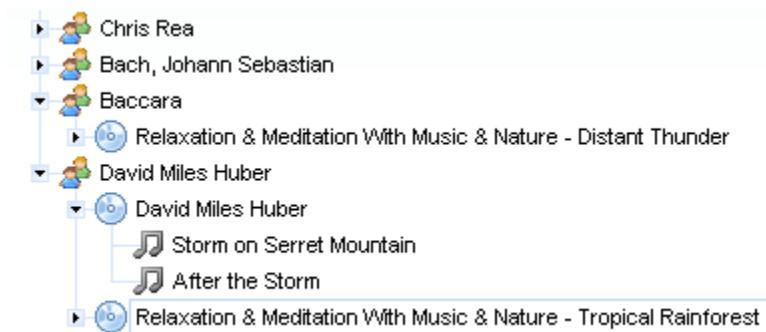 Chris Rea
Bach, Johann Sebastian
Baccara
Relaxation & Meditation With Music & Nature - Distant Thunder
David Miles Huber
David Miles Huber
Storm on Serret Mountain
After the Storm
Relaxation & Meditation With Music & Nature - Tropical Rainforest